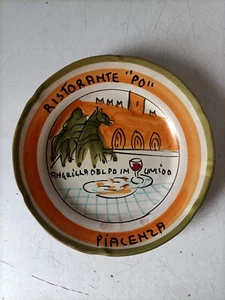 RISTORANTE "PO"
ANGUILLA DEL PO IN UMIDO
PIACENZA